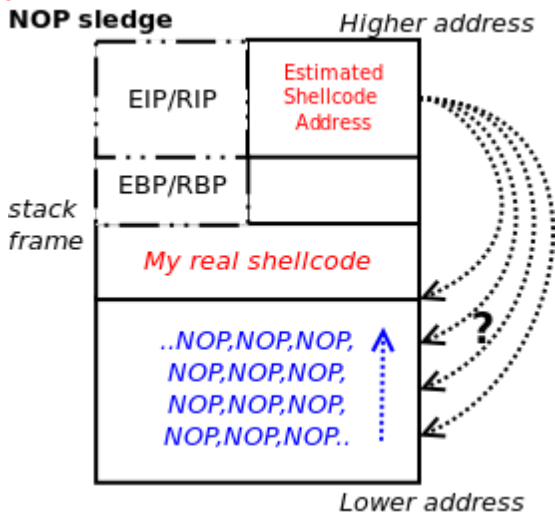 NOP sledge
Higher address
EIP/RIP
Estimated
Shellcode
Address
EBP/RBP
stack
frame
My real shellcode
..NOP,NOP,NOP,
NOP,NOP,NOP,
NOP,NOP,NOP,
NOP,NOP,NOP..
?
Lower address